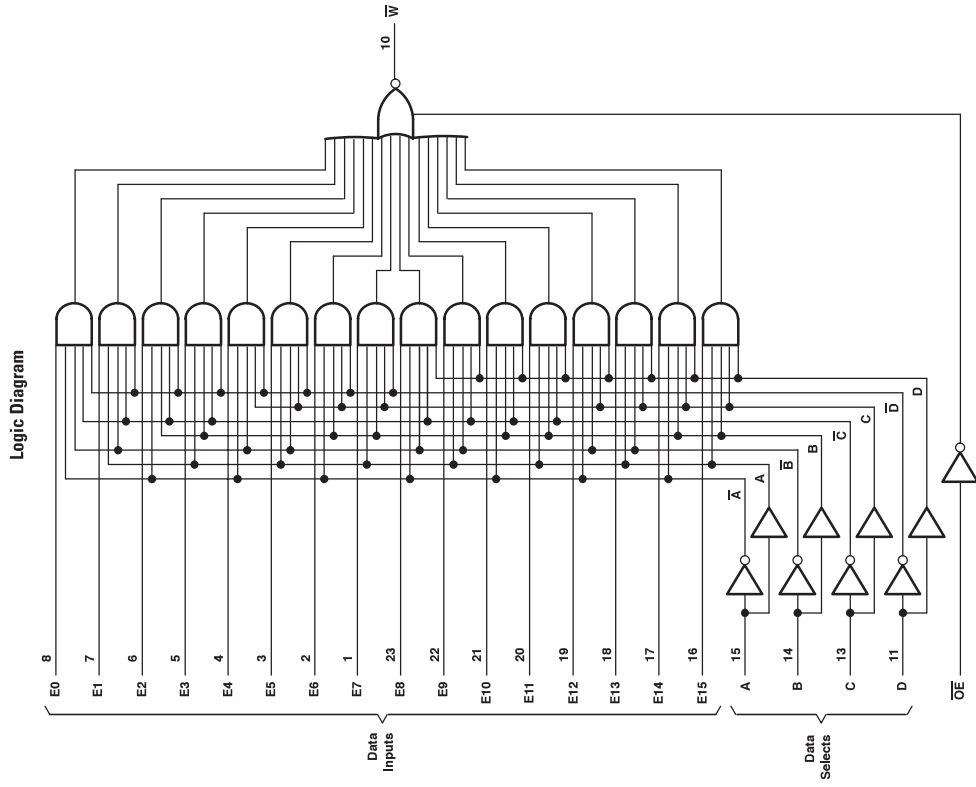 Logic Diagram
E0 8
E1 7
E2 6
E3 5
E4 4
E5 3
E6 2
E7 1
Data
Inputs
10 W̅
E8 23
E9 22
E10 21
E11 20
E12 19
E13 18
E14 17
E15 16
A̅
A 15
A
B̅
B 14
B
Data
Selects
C̅
C 13
C
D̅
D 11
D
O̅E̅